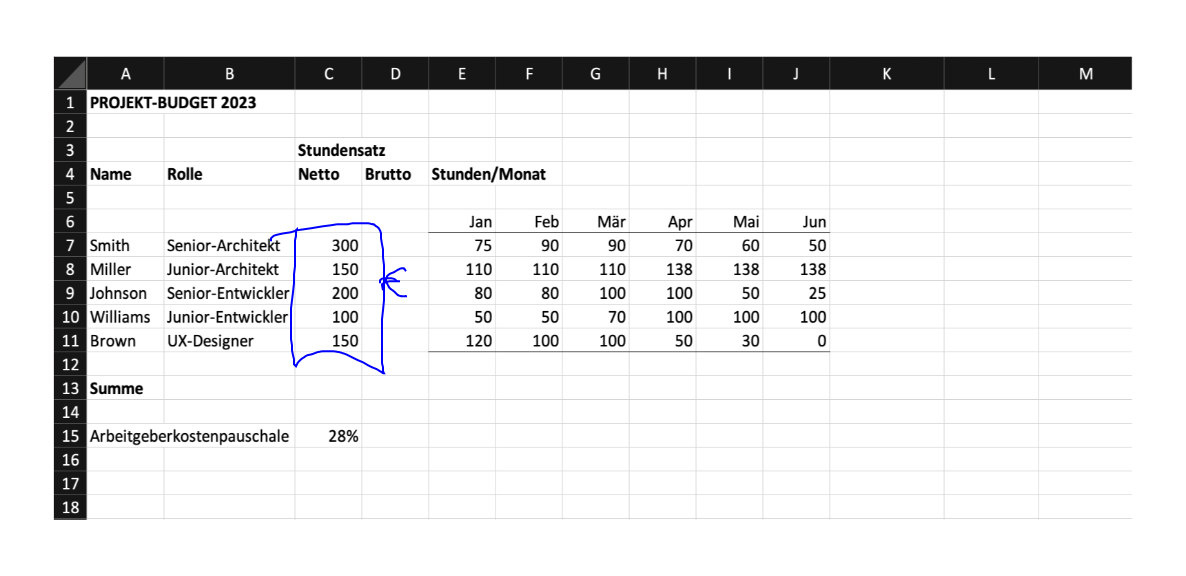 A B C D E F G H I J K L M
1 PROJEKT-BUDGET 2023
2
3 Stundensatz
4 Name Rolle Netto Brutto Stunden/Monat
5
6 Jan Feb Mär Apr Mai Jun
7 Smith Senior-Architekt 300 75 90 90 70 60 50
8 Miller Junior-Architekt 150 110 110 110 138 138 138
9 Johnson Senior-Entwickler 200 80 80 100 100 50 25
10 Williams Junior-Entwickler 100 50 50 70 100 100 100
11 Brown UX-Designer 150 120 100 100 50 30 0
12
13 Summe
14
15 Arbeitgeberkostenpauschale 28%
16
17
18